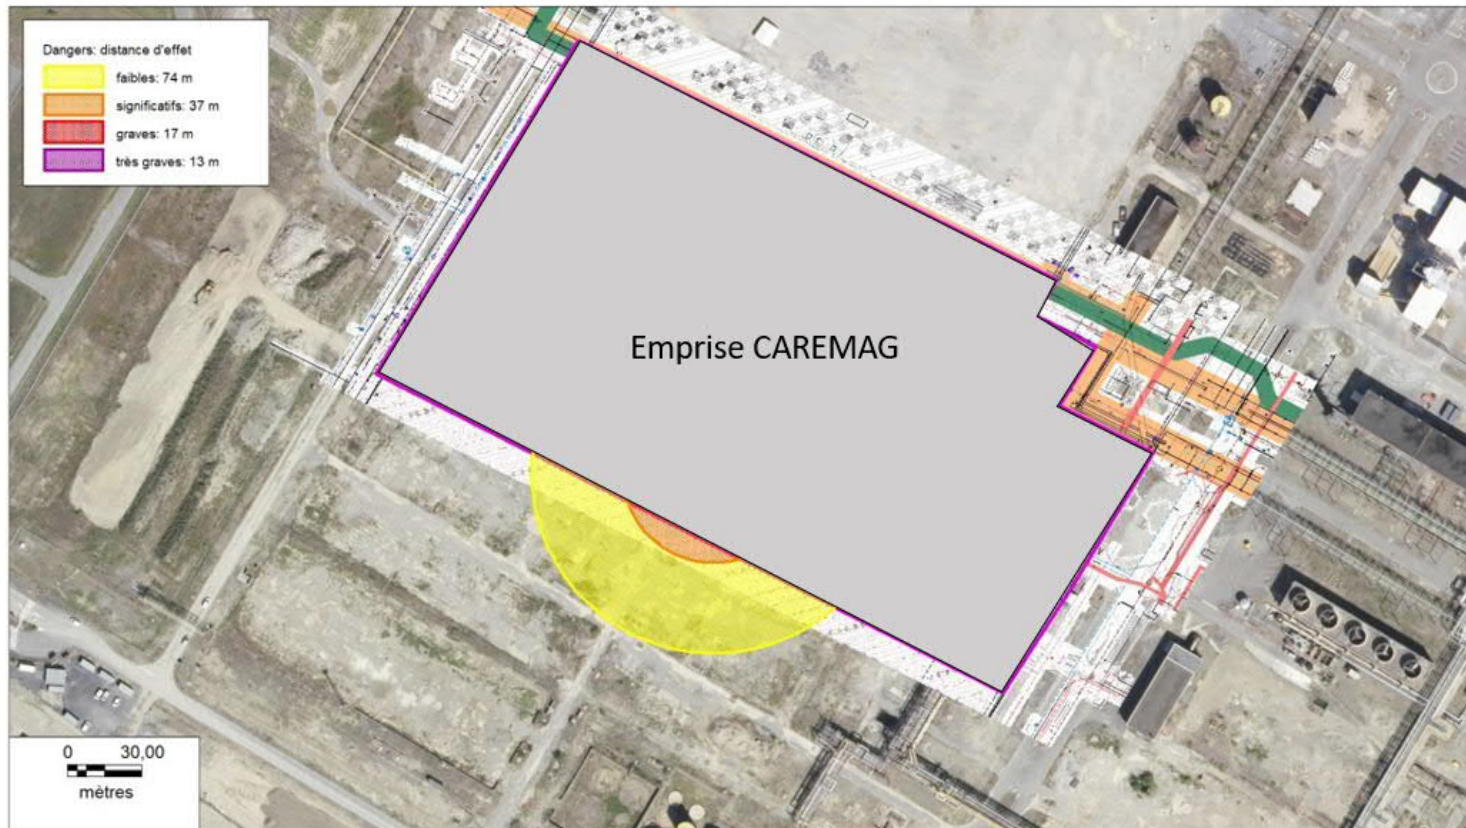 Dangers: distance d'effet
faibles: 74 m
significatifs: 37 m
graves: 17 m
très graves: 13 m
Emprise CAREMAG
0 30,00
mètres